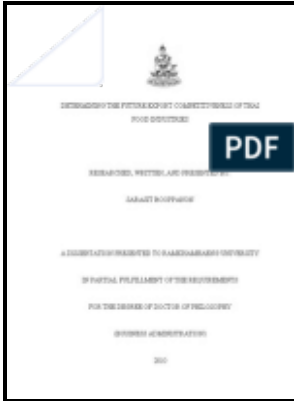 DETERMINING THE FUTURE EXPORT COMPETITIVENESS OF THAI
FOOD INDUSTRIES
PDF
RESEARCHED, WRITTEN, AND PRESENTED BY
A DISSERTATION PRESENTED TO RAMKHAMHAENG UNIVERSITY
IN PARTIAL FULFILLMENT OF THE REQUIREMENTS
FOR THE DEGREE OF DOCTOR OF PHILOSOPHY
(BUSINESS ADMINISTRATION)
2010